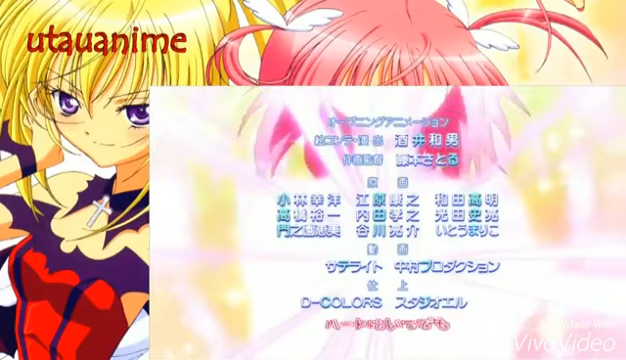 utauanime
オープニングアニメーション
絵コンテ・演出 酒井和男
作画監督 藤本さとる
原画
小林幸洋 江原康之 和田高明
高橋裕一 内田孝之 光田史亮
門之園恵美 谷川亮介 いとうまりこ
動画
サテライト 中村プロダクション
仕上
D-COLORS スタジオエル
Made With
VivaVideo